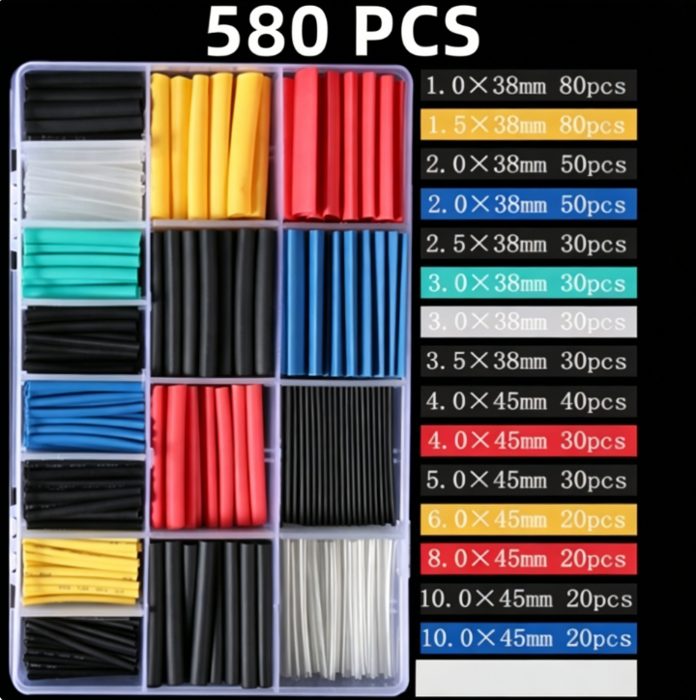 580 PCS
1.0×38mm 80pcs
1.5×38mm 80pcs
2.0×38mm 50pcs
2.0×38mm 50pcs
2.5×38mm 30pcs
3.0×38mm 30pcs
3.0×38mm 30pcs
3.5×38mm 30pcs
4.0×45mm 40pcs
4.0×45mm 30pcs
5.0×45mm 30pcs
6.0×45mm 20pcs
8.0×45mm 20pcs
10.0×45mm 20pcs
10.0×45mm 20pcs